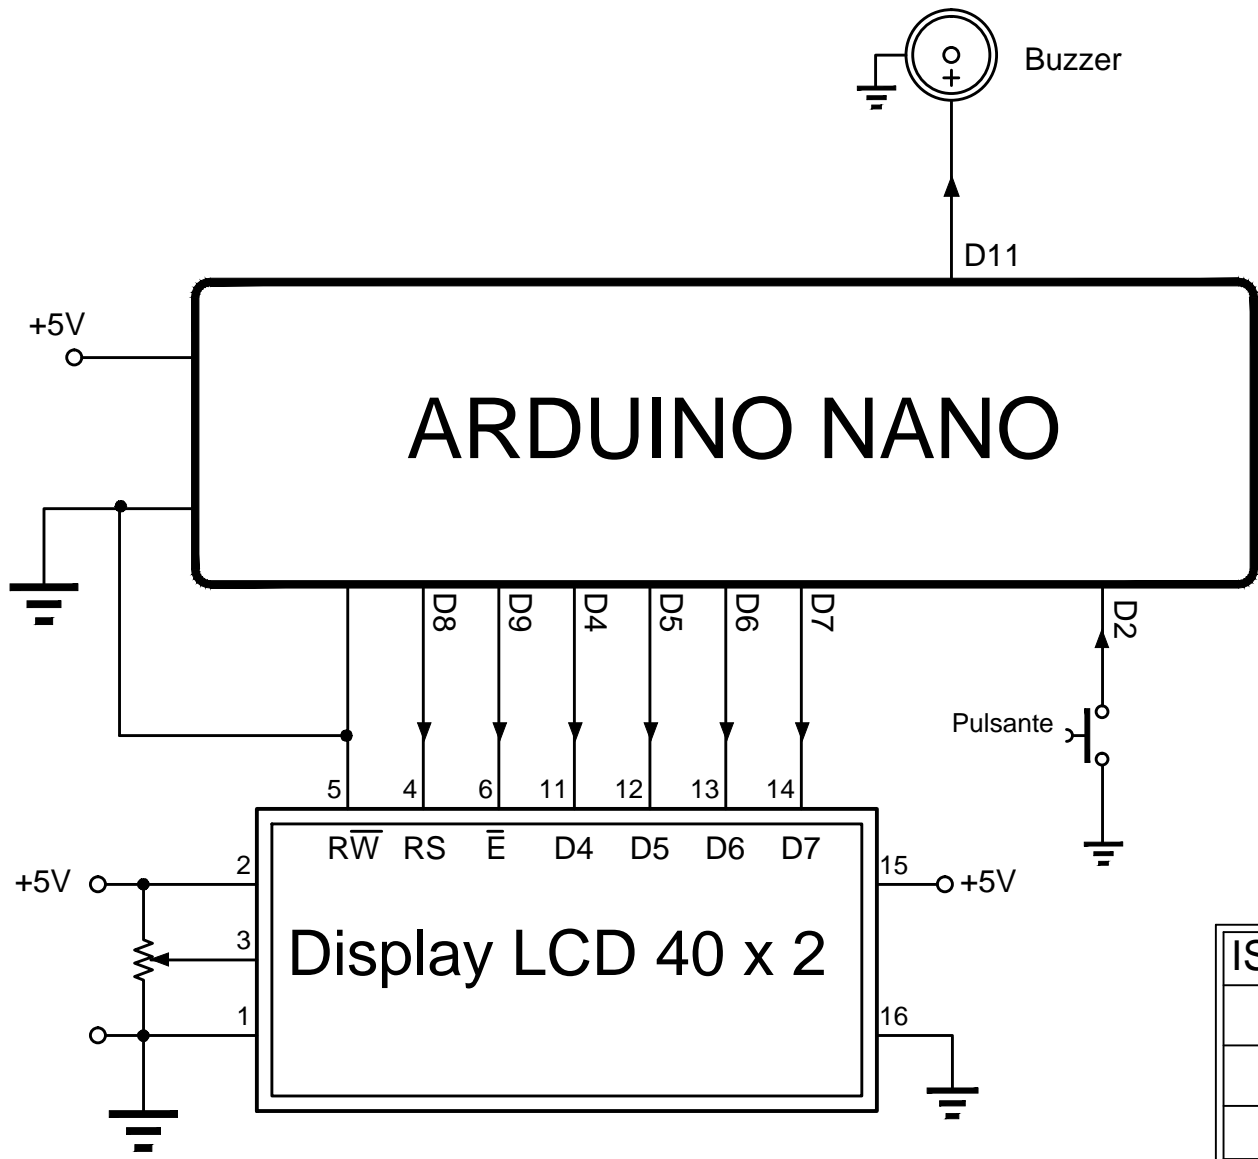 Buzzer
D11
+5V
ARDUINO NANO
D8
D9
D4
D5
D6
D7
D2
Pulsante
5
4
6
11
12
13
14
RW̅
RS
E̅
D4
D5
D6
D7
2
+5V
15
+5V
3
Display LCD 40 x 2
1
16